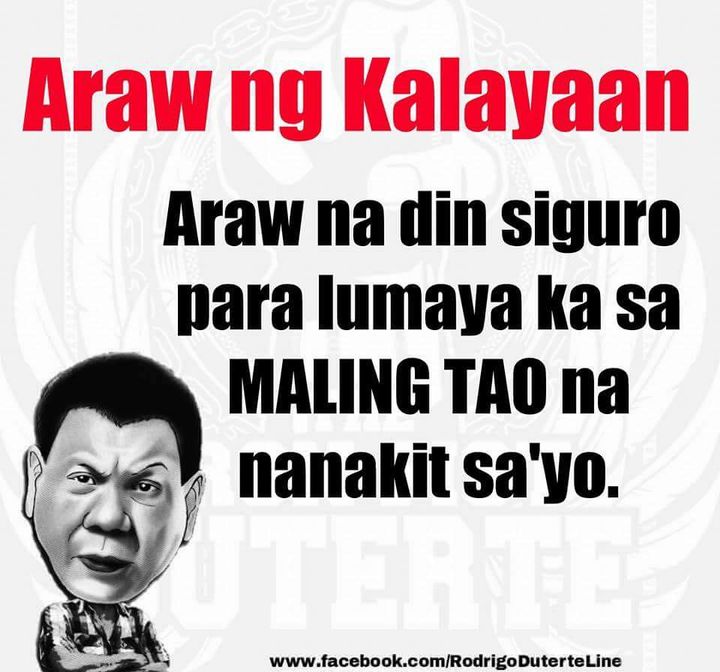 Araw ng Kalayaan
Araw na din siguro
para lumaya ka sa
MALING TAO na
nanakit sa'yo.
DUTERTE
www.facebook.com/RodrigoDuterteLine